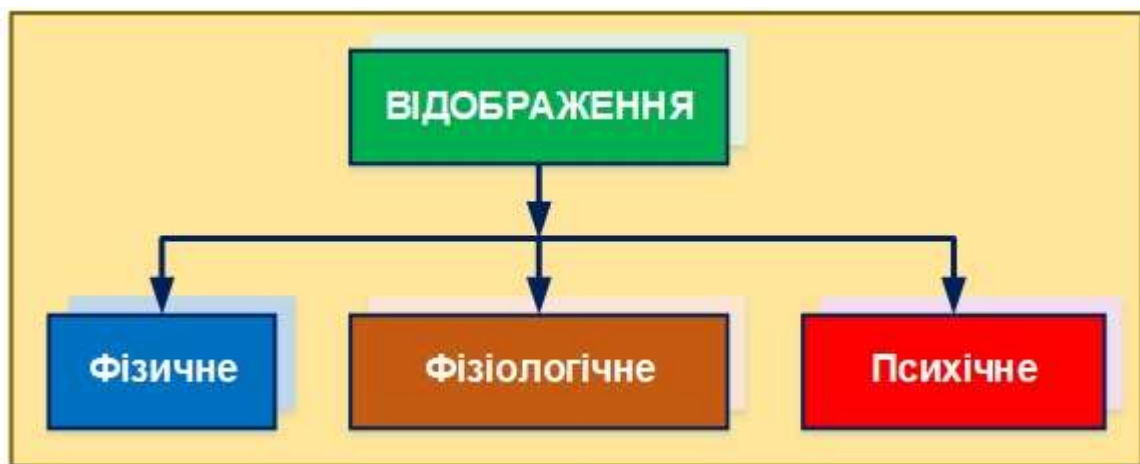 ВІДОБРАЖЕННЯ
Фізичне
Фізіологічне
Психічне